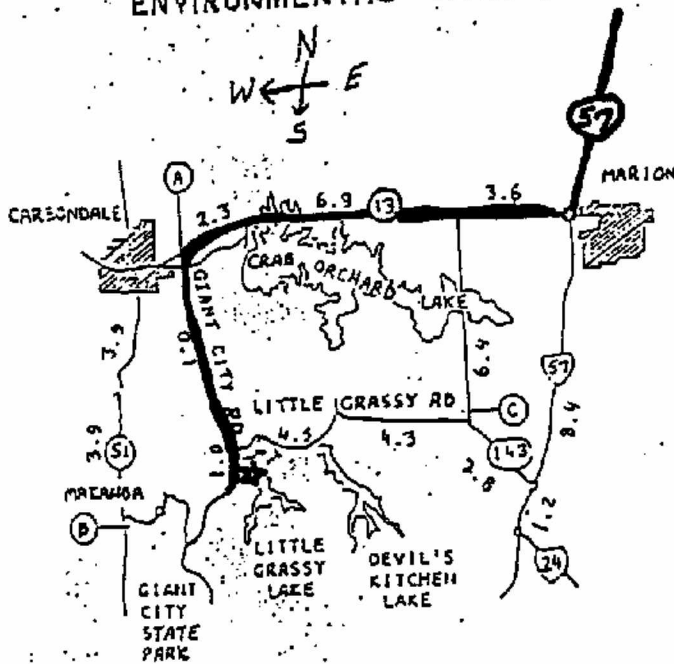 ENVIRONMENTAL
N
W E
S
57
MARION
A
CARBONDALE
2.3
6.9
13
3.6
CRAB
ORCHARD
LAKE
GIANT CITY RD
0.1
0.1
3.9
3.9
51
6.4
57
8.4
LITTLE GRASSY RD
C
4.5
4.3
143
2.8
1.2
24
MAKANDA
B
GIANT
CITY
STATE
PARK
LITTLE
GRASSY
LAKE
DEVIL'S
KITCHEN
LAKE